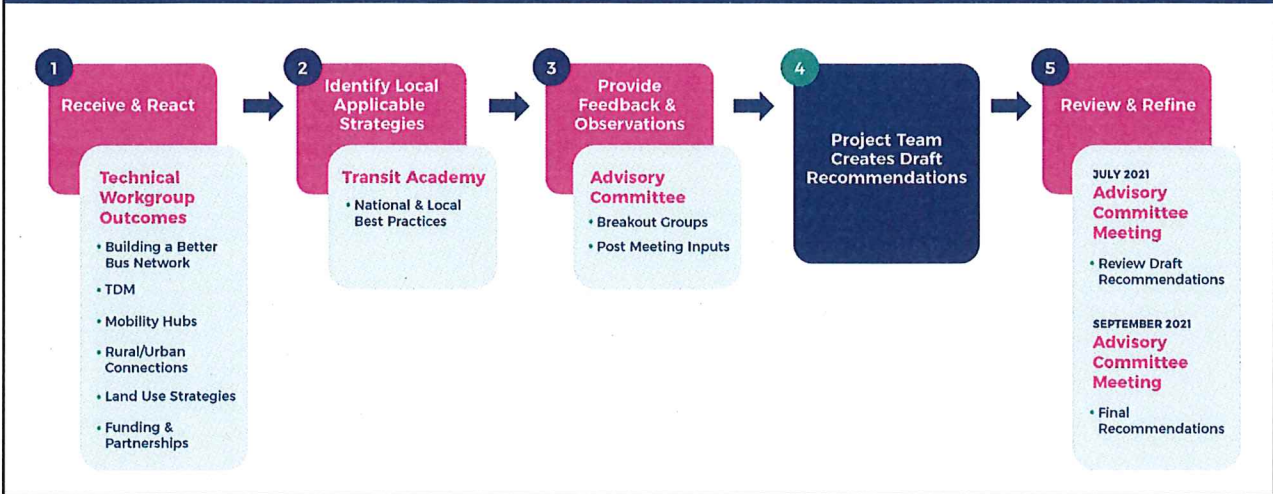 1
Receive & React
Technical
Workgroup
Outcomes
• Building a Better
Bus Network
• TDM
• Mobility Hubs
• Rural/Urban
Connections
• Land Use Strategies
• Funding &
Partnerships
2
Identify Local
Applicable
Strategies
Transit Academy
• National & Local
Best Practices
3
Provide
Feedback &
Observations
Advisory
Committee
• Breakout Groups
• Post Meeting Inputs
4
Project Team
Creates Draft
Recommendations
5
Review & Refine
JULY 2021
Advisory
Committee
Meeting
• Review Draft
Recommendations
SEPTEMBER 2021
Advisory
Committee
Meeting
• Final
Recommendations